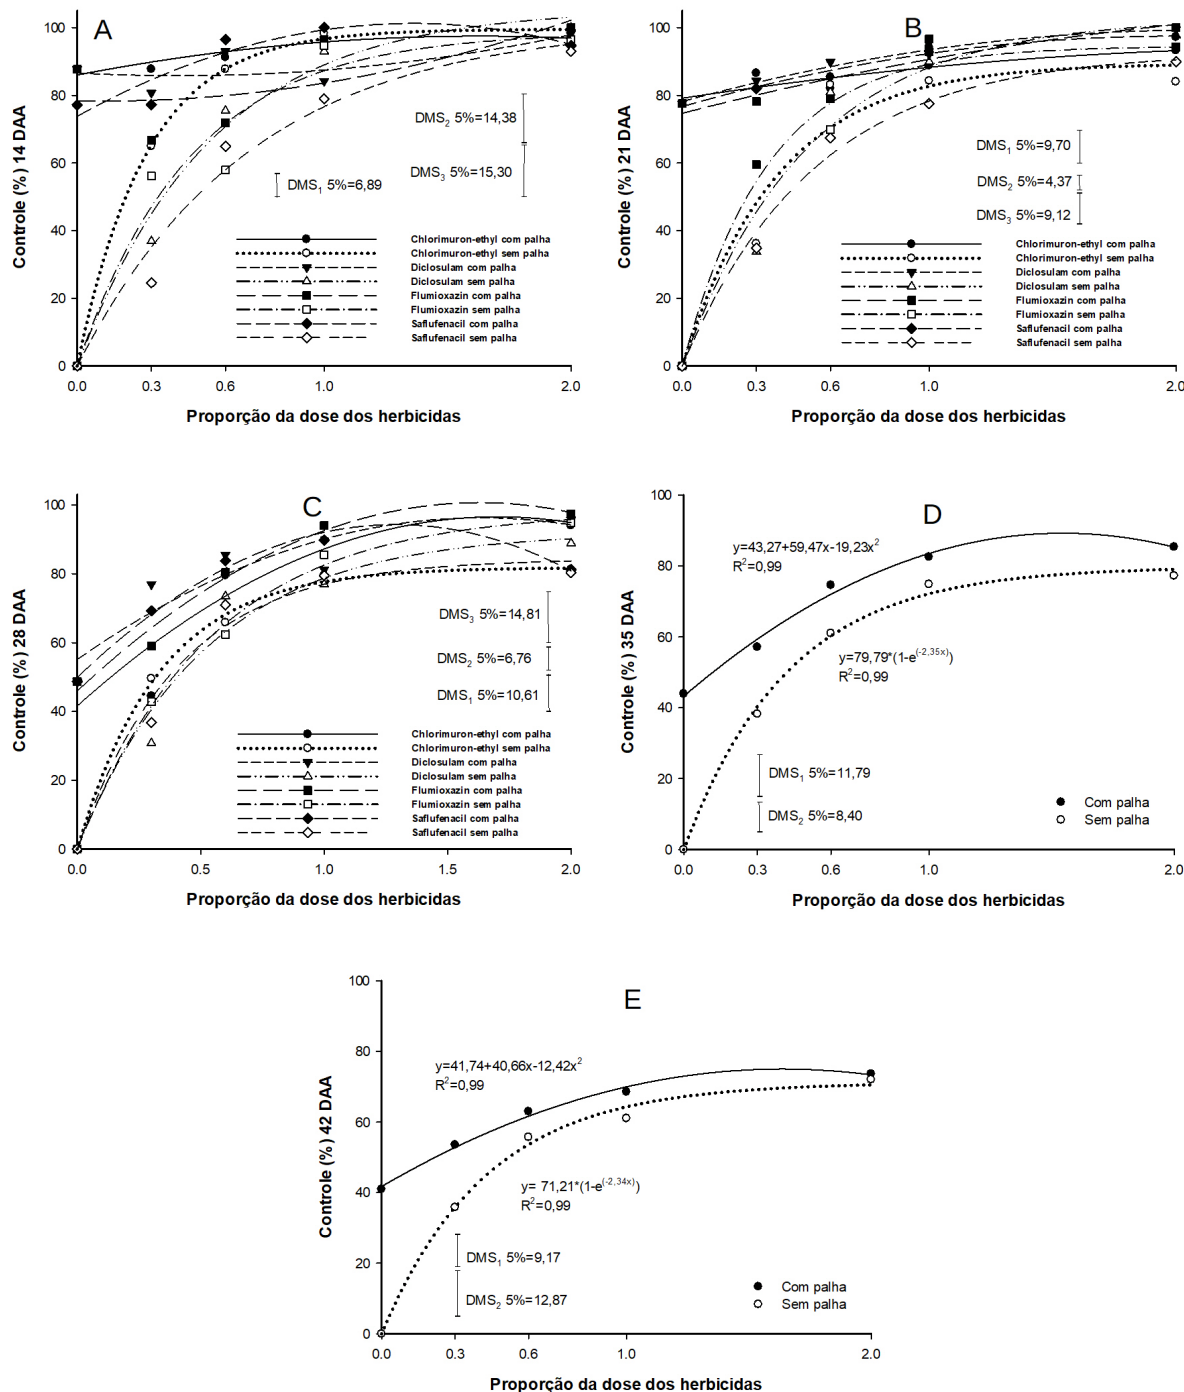 A
Controle (%) 14 DAA
100
80
60
40
20
0
DMS2 5%=14,38
DMS3 5%=15,30
DMS1 5%=6,89
Chlorimuron-ethyl com palha
Chlorimuron-ethyl sem palha
Diclosulam com palha
Diclosulam sem palha
Flumioxazin com palha
Flumioxazin sem palha
Saflufenacil com palha
Saflufenacil sem palha
0.0 0.3 0.6 1.0 2.0
Proporção da dose dos herbicidas
B
Controle (%) 21 DAA
100
80
60
40
20
0
DMS1 5%=9,70
DMS2 5%=4,37
DMS3 5%=9,12
Chlorimuron-ethyl com palha
Chlorimuron-ethyl sem palha
Diclosulam com palha
Diclosulam sem palha
Flumioxazin com palha
Flumioxazin sem palha
Saflufenacil com palha
Saflufenacil sem palha
0.0 0.3 0.6 1.0 2.0
Proporção da dose dos herbicidas
C
Controle (%) 28 DAA
100
80
60
40
20
0
DMS3 5%=14,81
DMS2 5%=6,76
DMS1 5%=10,61
Chlorimuron-ethyl com palha
Chlorimuron-ethyl sem palha
Diclosulam com palha
Diclosulam sem palha
Flumioxazin com palha
Flumioxazin sem palha
Saflufenacil com palha
Saflufenacil sem palha
0.0 0.5 1.0 1.5 2.0
Proporção da dose dos herbicidas
D
Controle (%) 35 DAA
100
80
60
40
20
0
y=43,27+59,47x-19,23x²
R²=0,99
y=79,79*(1-e^(-2,35x))
R²=0,99
DMS1 5%=11,79
DMS2 5%=8,40
Com palha
Sem palha
0.0 0.3 0.6 1.0 2.0
Proporção da dose dos herbicidas
E
Controle (%) 42 DAA
100
80
60
40
20
0
y=41,74+40,66x-12,42x²
R²=0,99
y= 71,21*(1-e^(-2,34x))
R²=0,99
DMS1 5%=9,17
DMS2 5%=12,87
Com palha
Sem palha
0.0 0.3 0.6 1.0 2.0
Proporção da dose dos herbicidas